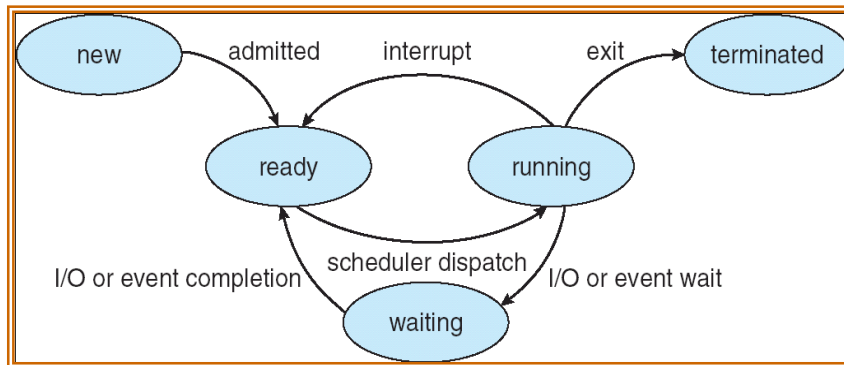 new
admitted
interrupt
exit
terminated
ready
running
I/O or event completion
scheduler dispatch
I/O or event wait
waiting